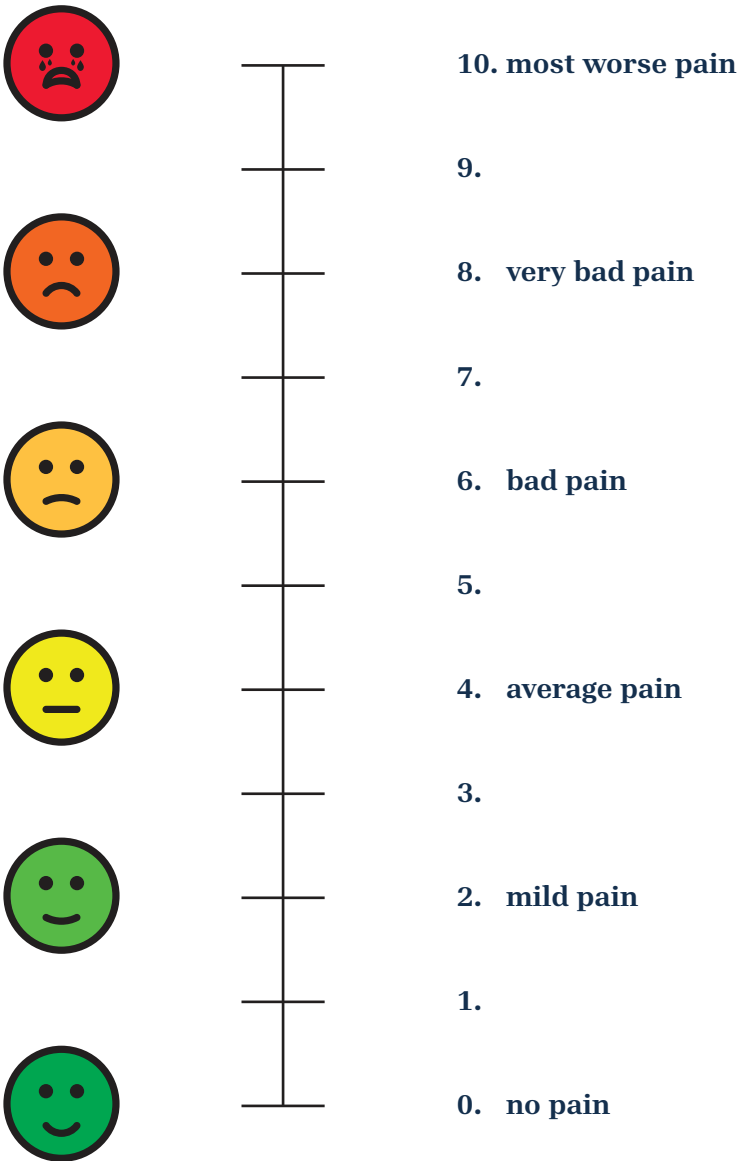 10. most worse pain
9.
8. very bad pain
7.
6. bad pain
5.
4. average pain
3.
2. mild pain
1.
0. no pain